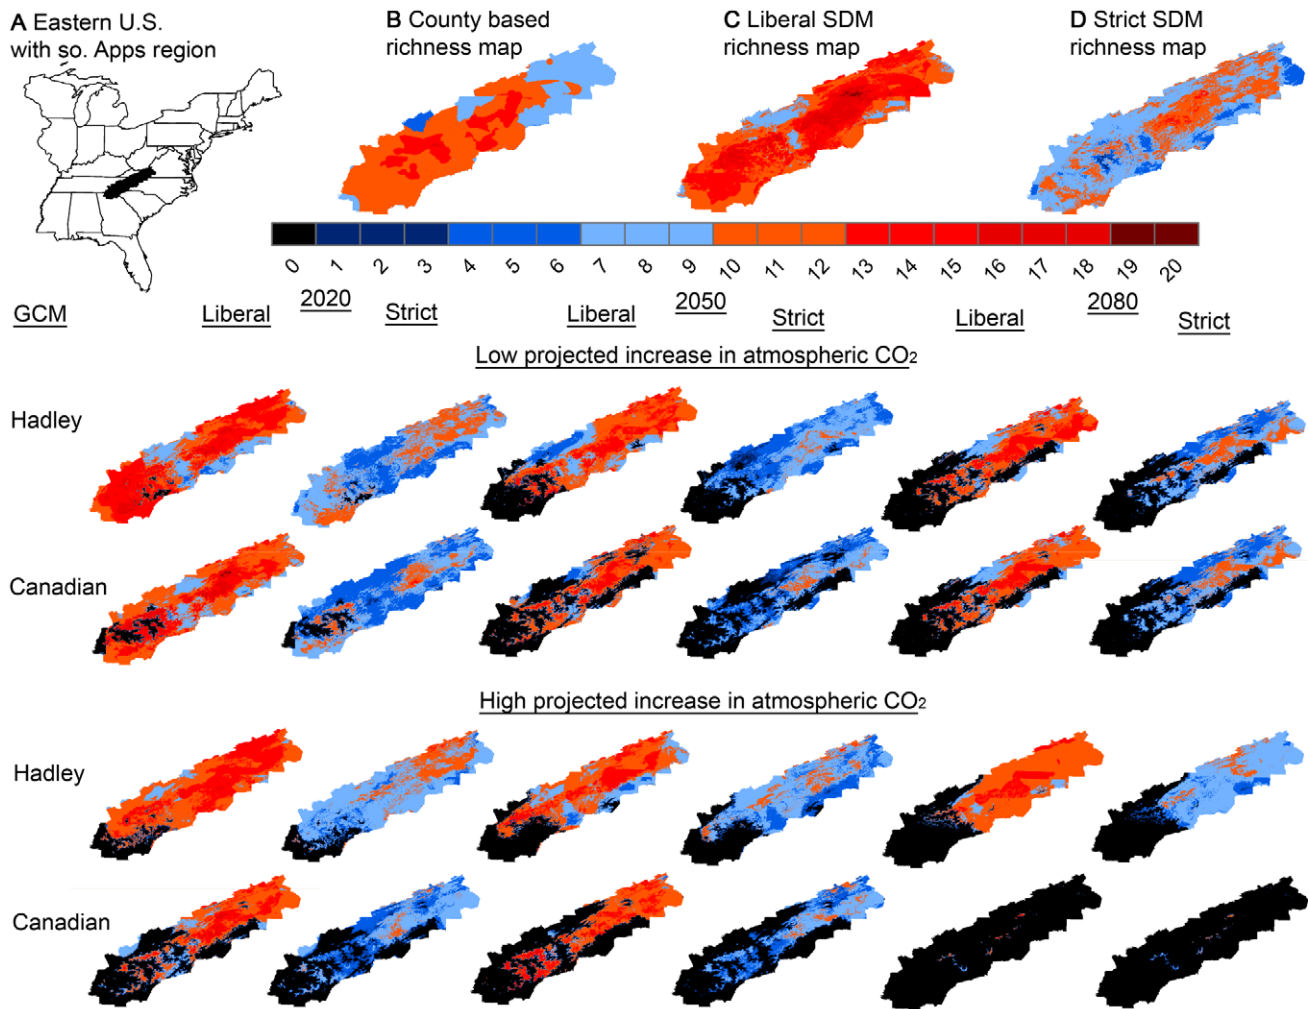 A Eastern U.S.
with so. Apps region
B County based
richness map
C Liberal SDM
richness map
D Strict SDM
richness map
0 1 2 3 4 5 6 7 8 9 10 11 12 13 14 15 16 17 18 19 20
GCM
2020
Liberal Strict
2050
Liberal Strict
2080
Liberal Strict
Low projected increase in atmospheric CO2
Hadley
Canadian
High projected increase in atmospheric CO2
Hadley
Canadian